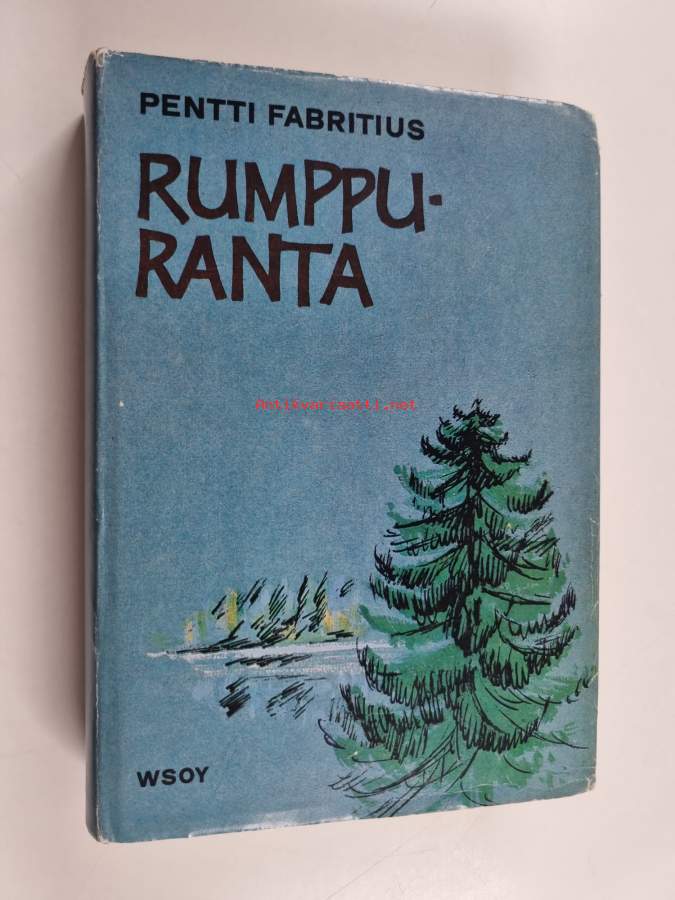 PENTTI FABRITIUS
RUMPPU-
RANTA
Antikvariaatti.net
WSOY